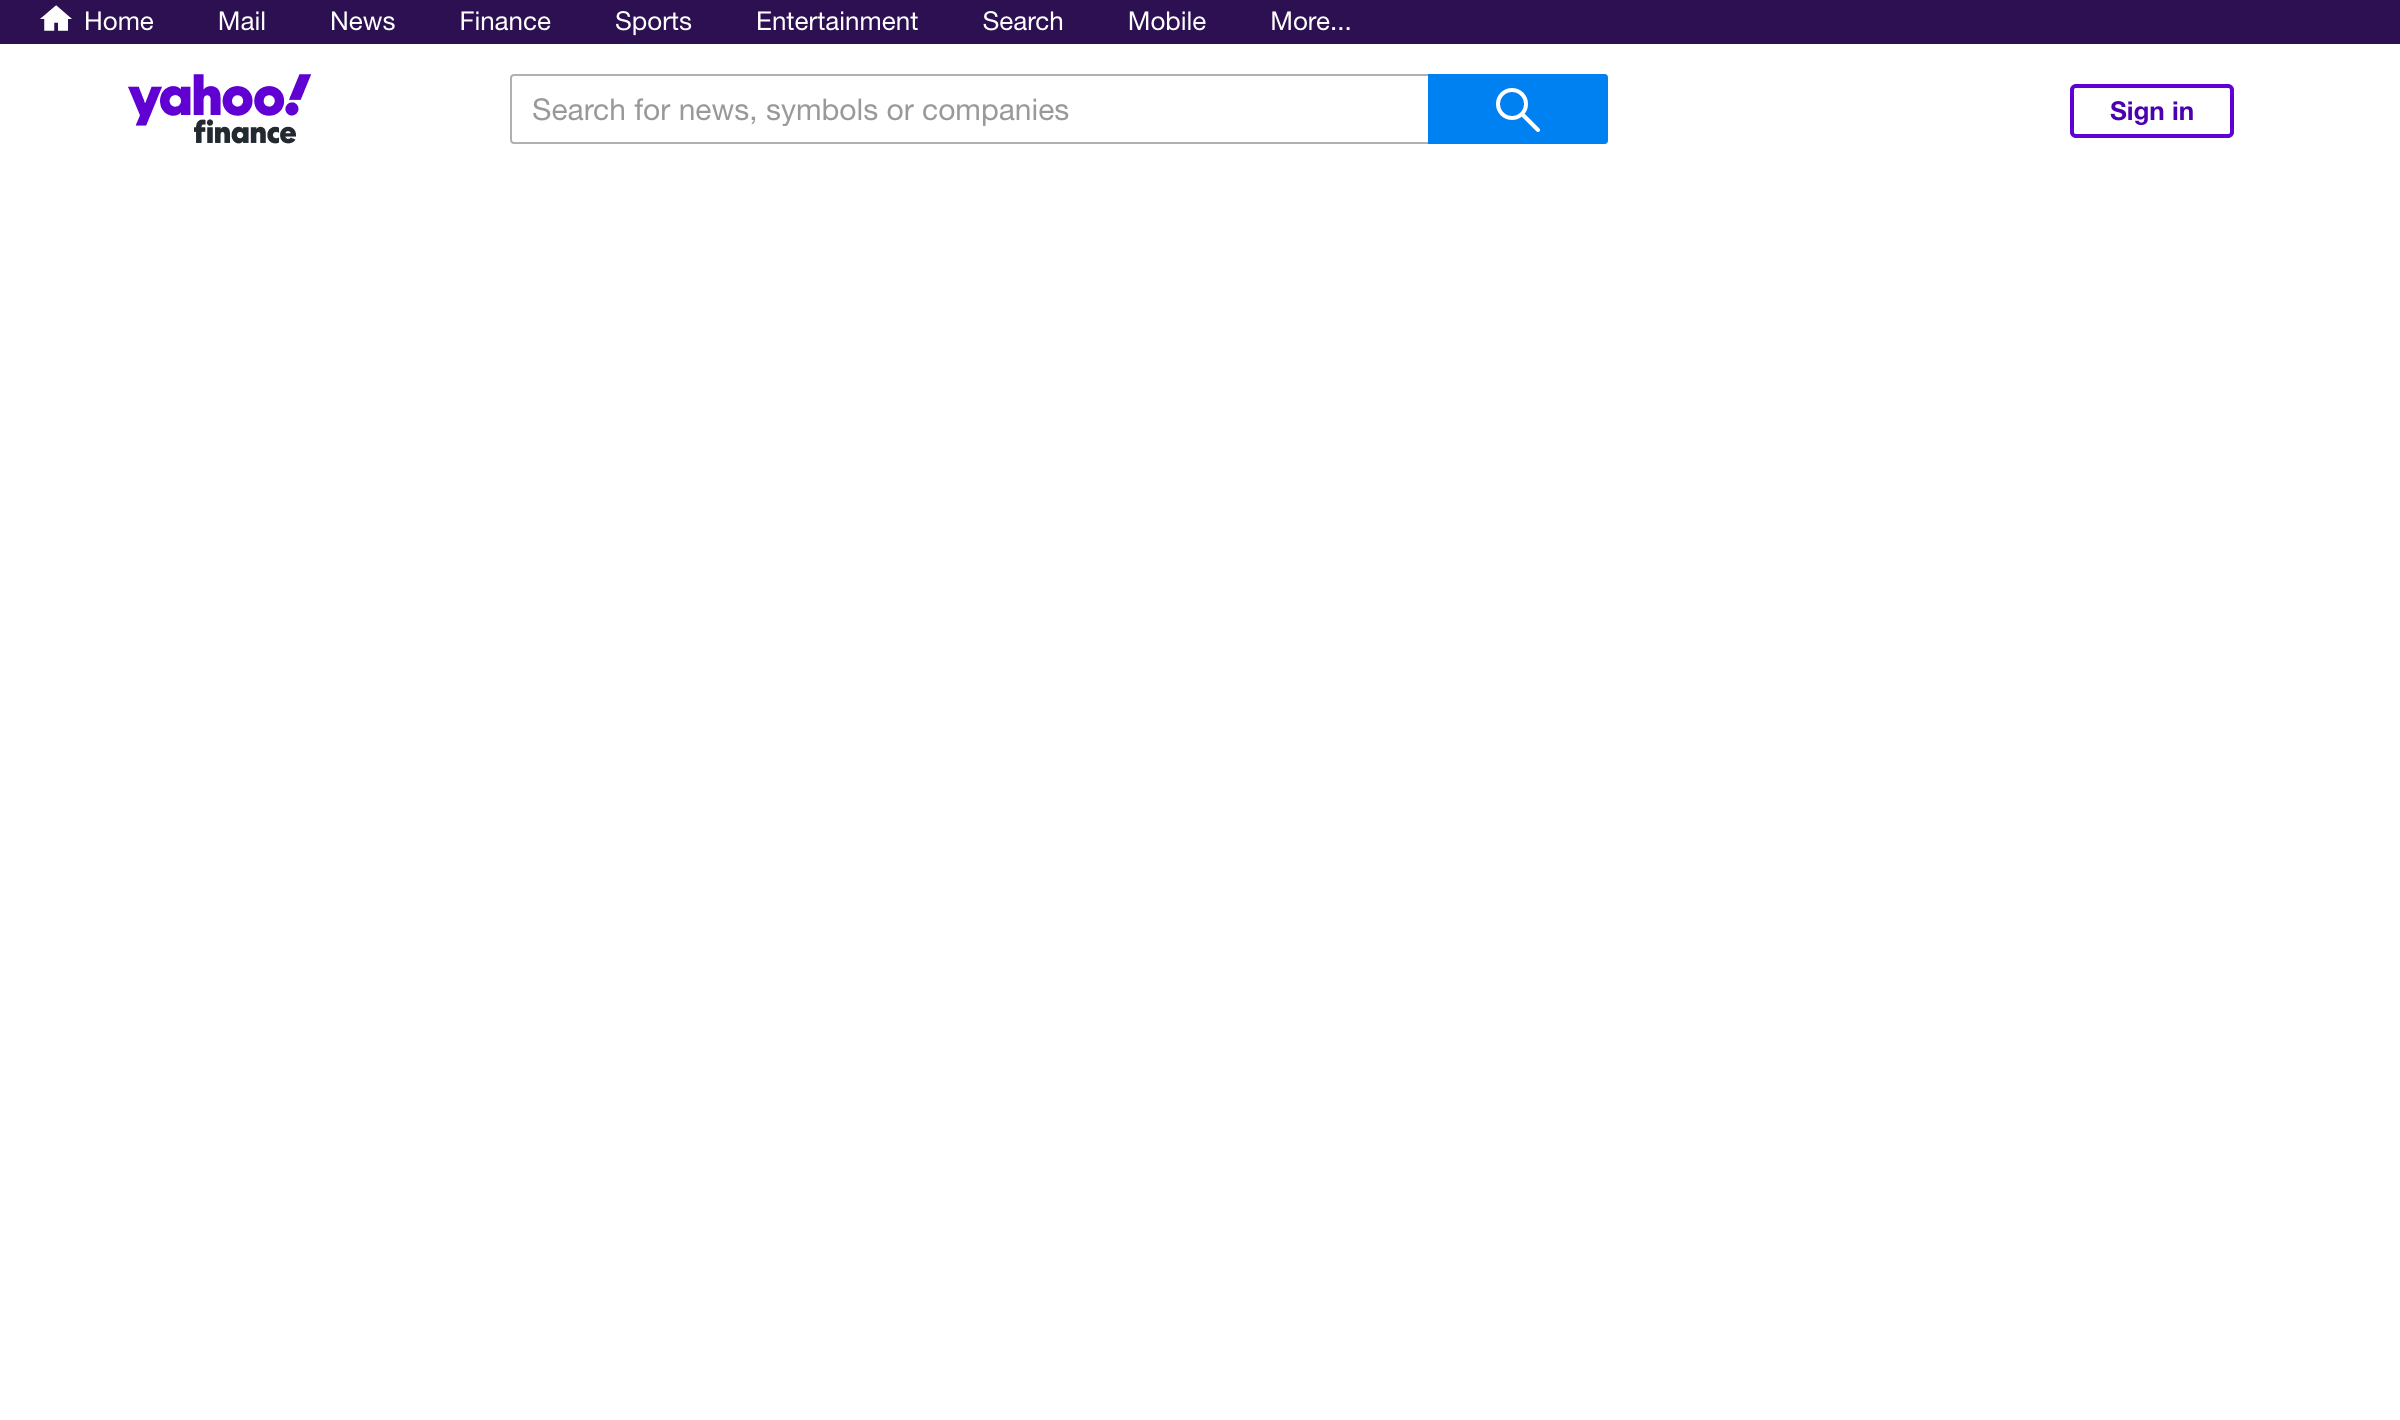 Home Mail News Finance Sports Entertainment Search Mobile More...
yahoo!
finance
Search for news, symbols or companies
Sign in